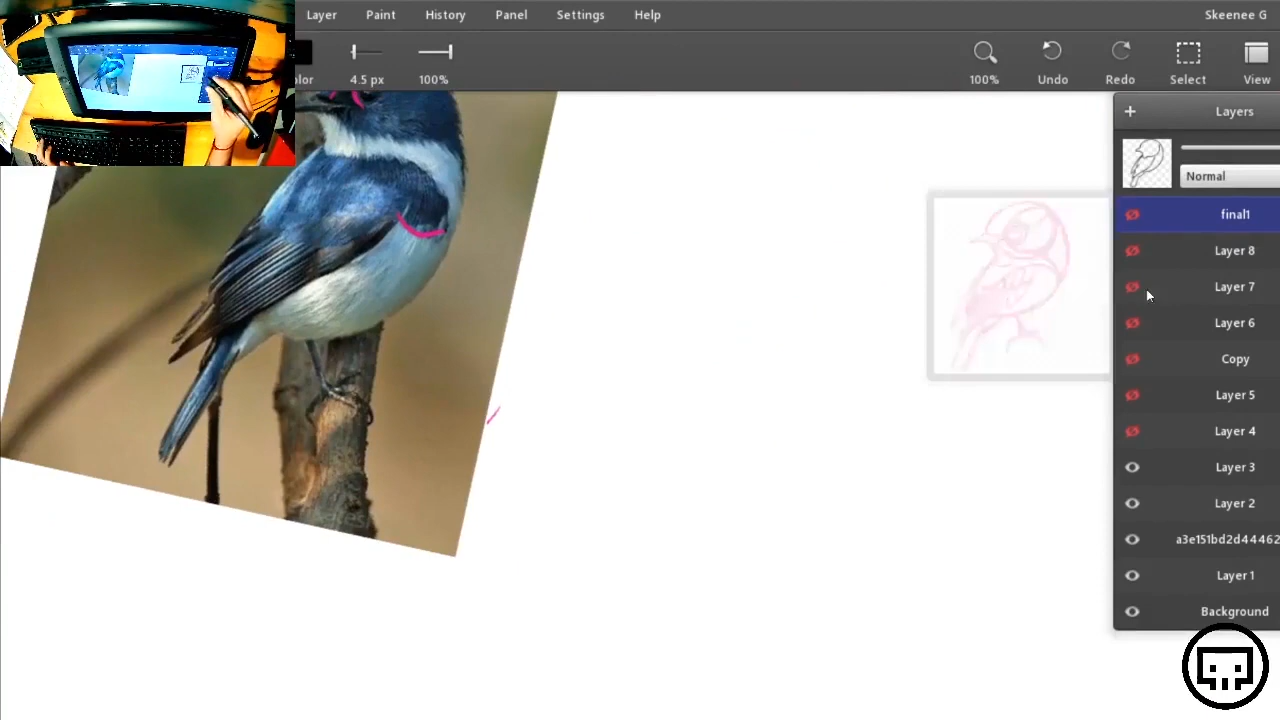 Layer Paint History Panel Settings Help Skeenee G
olor 4.5 px 100% 100% Undo Redo Select View
Layers
Normal
final1
Layer 8
Layer 7
Layer 6
Copy
Layer 5
Layer 4
Layer 3
Layer 2
a3e151bd2d44462
Layer 1
Background